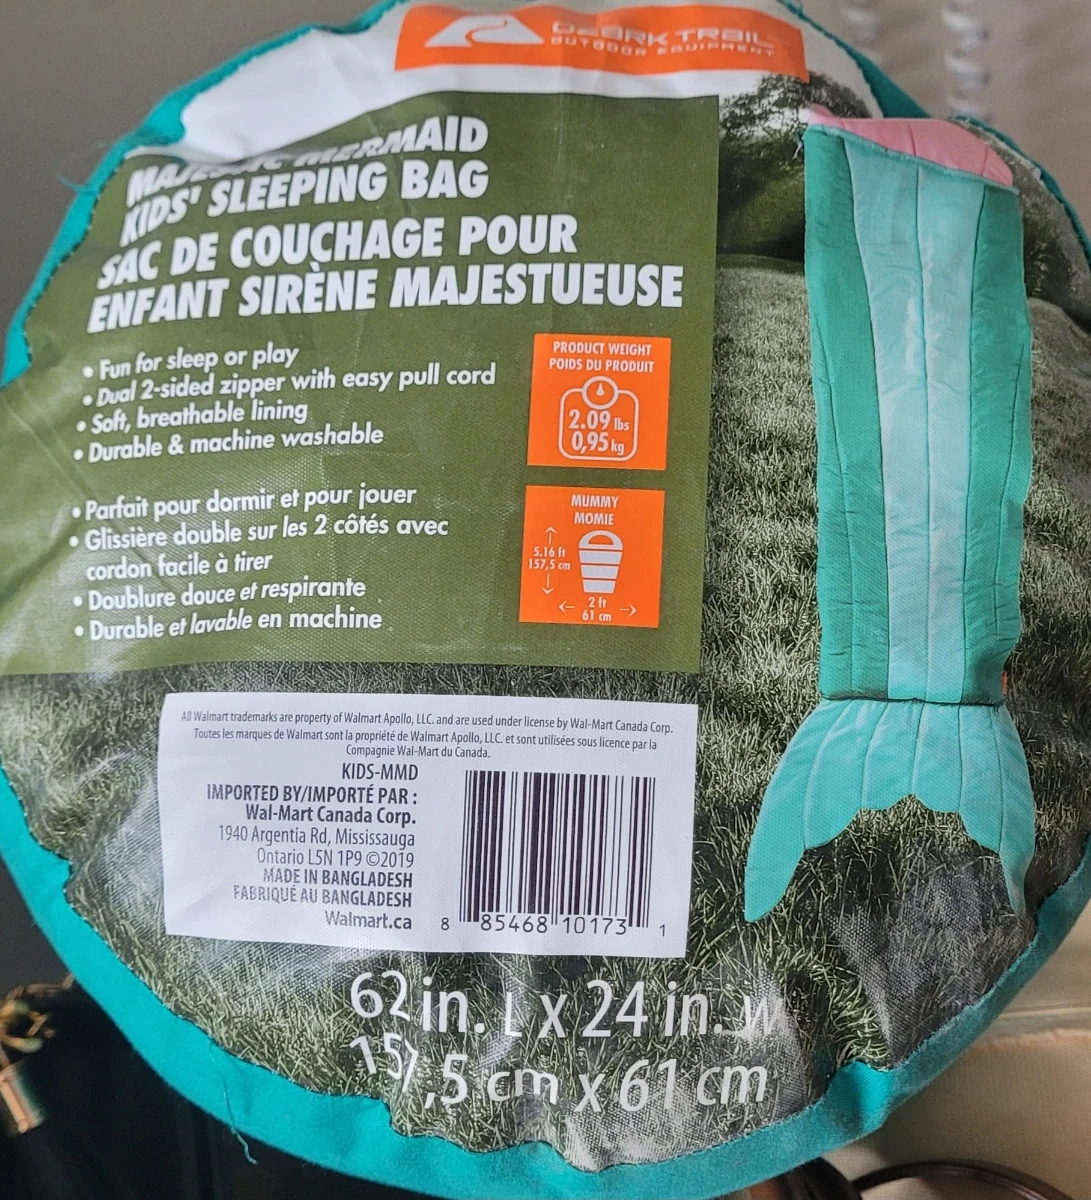 OZARK TRAIL
OUTDOOR EQUIPMENT
MAJESTIC MERMAID
KIDS' SLEEPING BAG
SAC DE COUCHAGE POUR
ENFANT SIRÈNE MAJESTUEUSE
• Fun for sleep or play
• Dual 2-sided zipper with easy pull cord
• Soft, breathable lining
• Durable & machine washable
• Parfait pour dormir et pour jouer
• Glissière double sur les 2 côtés avec
cordon facile à tirer
• Doublure douce et respirante
• Durable et lavable en machine
PRODUCT WEIGHT
POIDS DU PRODUIT
2.09 lbs
0,95 kg
MUMMY
MOMIE
5.16 ft
157,5 cm
2 ft
61 cm
All Walmart trademarks are property of Walmart Apollo, LLC. and are used under license by Wal-Mart Canada Corp.
Toutes les marques de Walmart sont la propriété de Walmart Apollo, LLC. et sont utilisées sous licence par la
Compagnie Wal-Mart du Canada.
KIDS-MMD
IMPORTED BY/IMPORTÉ PAR :
Wal-Mart Canada Corp.
1940 Argentia Rd, Mississauga
Ontario L5N 1P9 ©2019
MADE IN BANGLADESH
FABRIQUÉ AU BANGLADESH
Walmart.ca
8 85468 10173 1
62 in. L x 24 in. W
157,5 cm x 61 cm